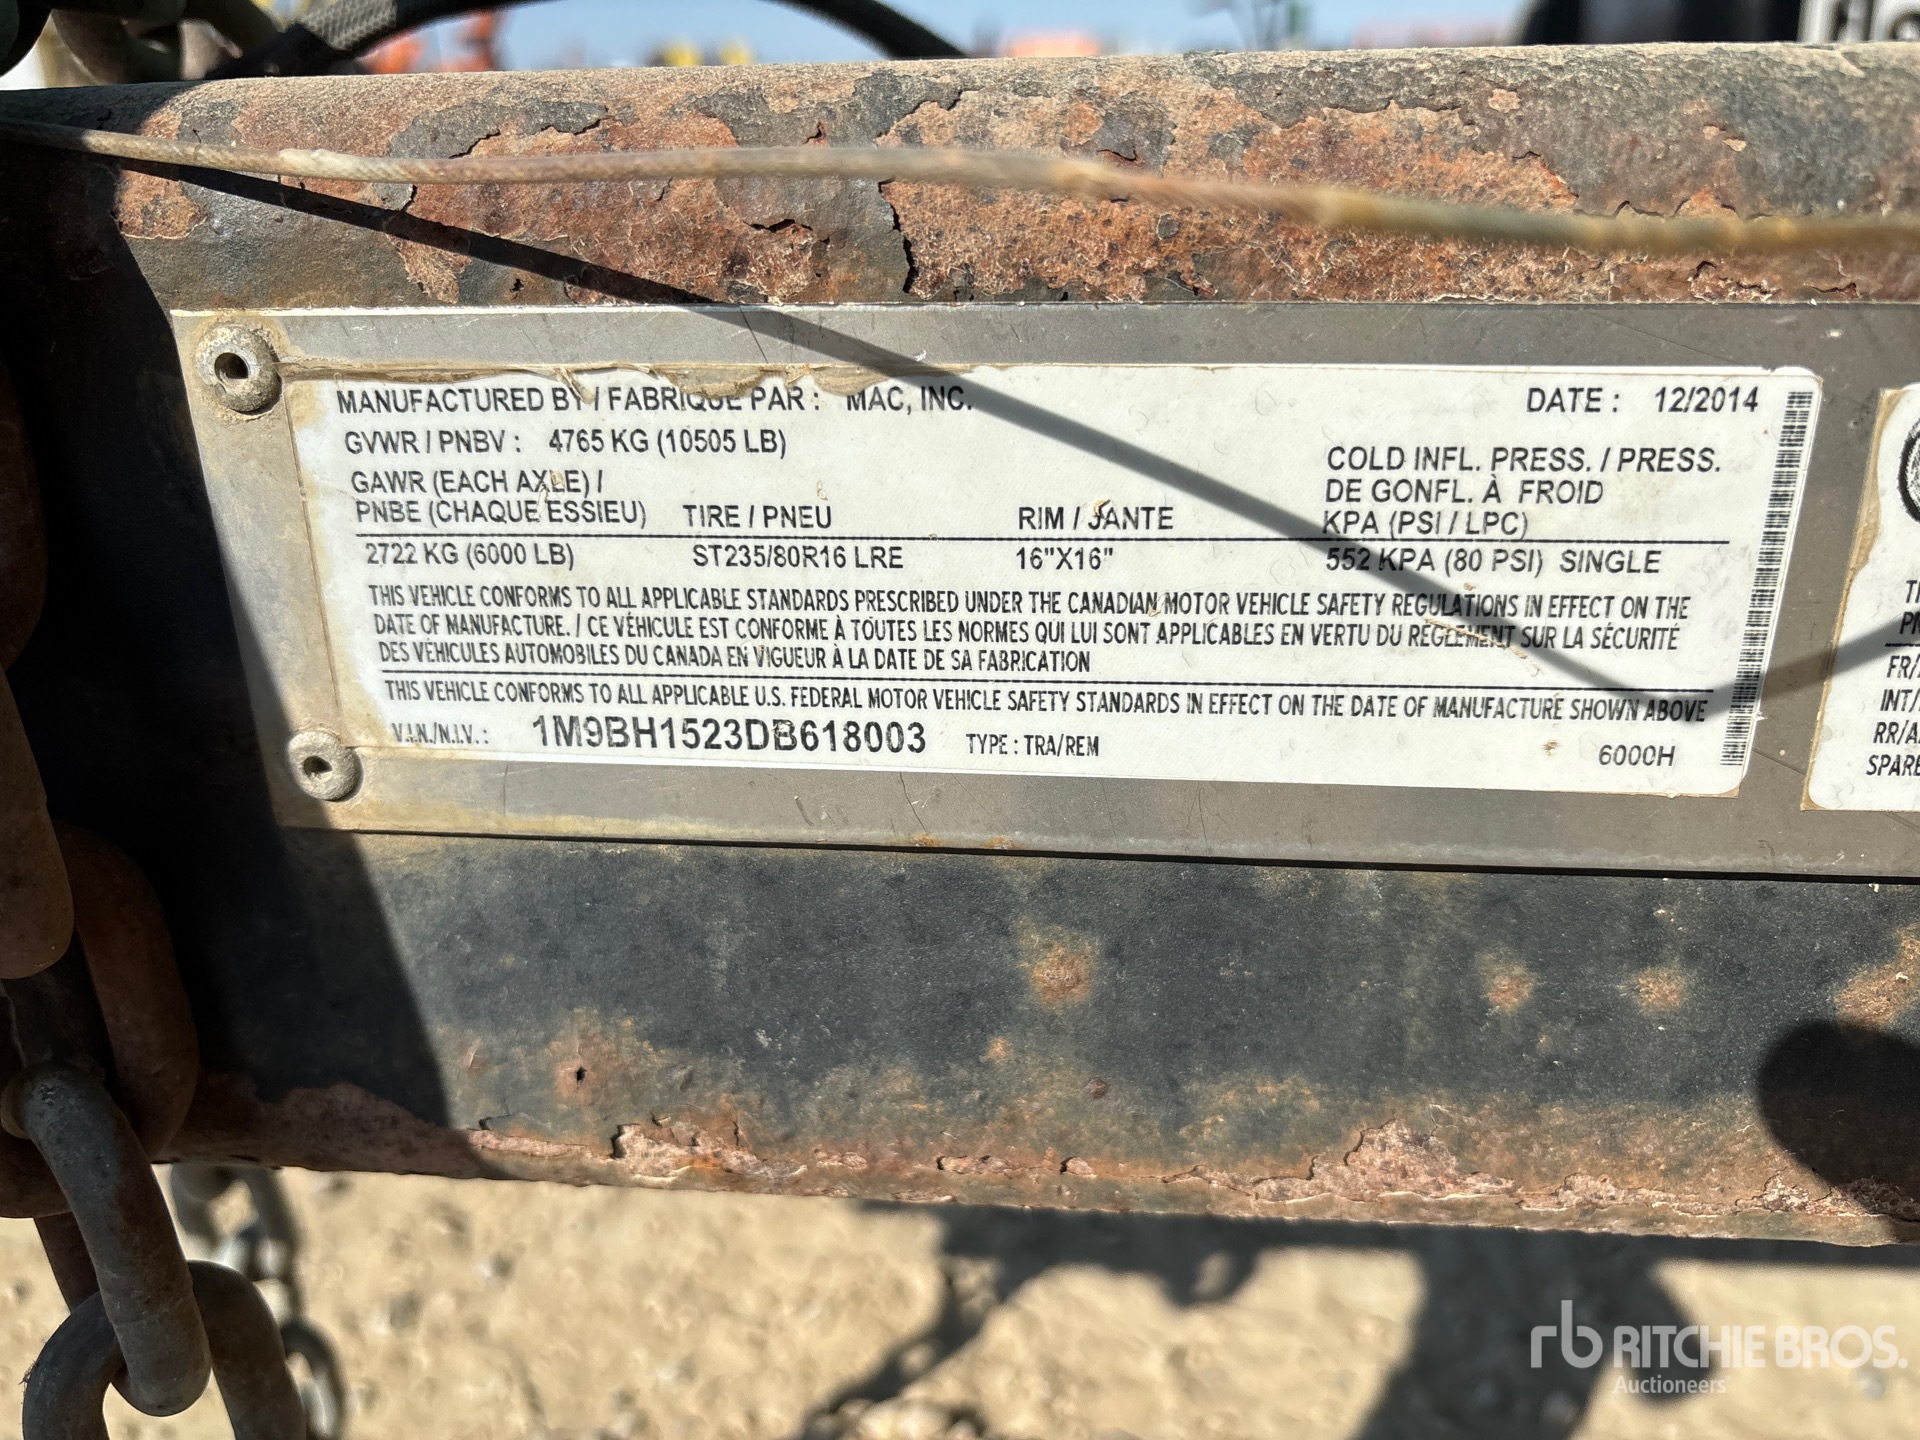 MANUFACTURED BY / FABRIQUE PAR : MAC, INC. DATE : 12/2014
GVWR / PNBV : 4765 KG (10505 LB)
GAWR (EACH AXLE) /
PNBE (CHAQUE ESSIEU) TIRE / PNEU RIM / JANTE
COLD INFL. PRESS. / PRESS.
DE GONFL. À FROID
KPA (PSI / LPC)
2722 KG (6000 LB) ST235/80R16 LRE 16"X16" 552 KPA (80 PSI) SINGLE
THIS VEHICLE CONFORMS TO ALL APPLICABLE STANDARDS PRESCRIBED UNDER THE CANADIAN MOTOR VEHICLE SAFETY REGULATIONS IN EFFECT ON THE
DATE OF MANUFACTURE. / CE VÉHICULE EST CONFORME À TOUTES LES NORMES QUI LUI SONT APPLICABLES EN VERTU DU RÈGLEMENT SUR LA SÉCURITÉ
DES VÉHICULES AUTOMOBILES DU CANADA EN VIGUEUR À LA DATE DE SA FABRICATION
THIS VEHICLE CONFORMS TO ALL APPLICABLE U.S. FEDERAL MOTOR VEHICLE SAFETY STANDARDS IN EFFECT ON THE DATE OF MANUFACTURE SHOWN ABOVE
V.I.N./N.I.V.: 1M9BH1523DB618003 TYPE : TRA/REM 6000H
FR/
INT/
RR/A
SPARE
rb RITCHIE BROS.
Auctioneers